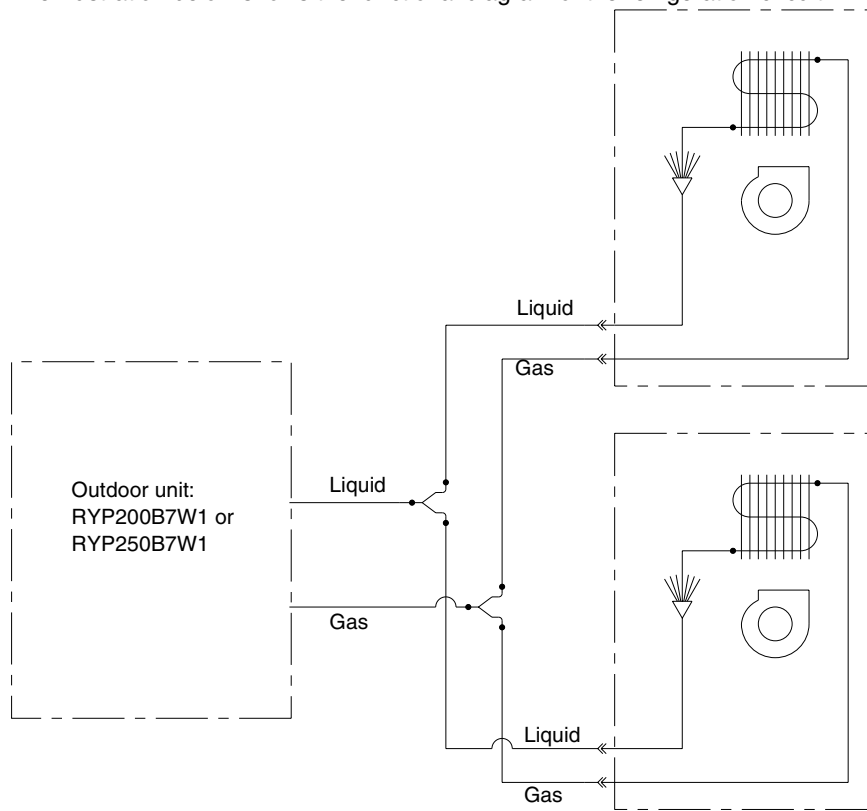 Liquid
Gas
Outdoor unit:
RYP200B7W1 or
RYP250B7W1
Liquid
Gas
Liquid
Gas